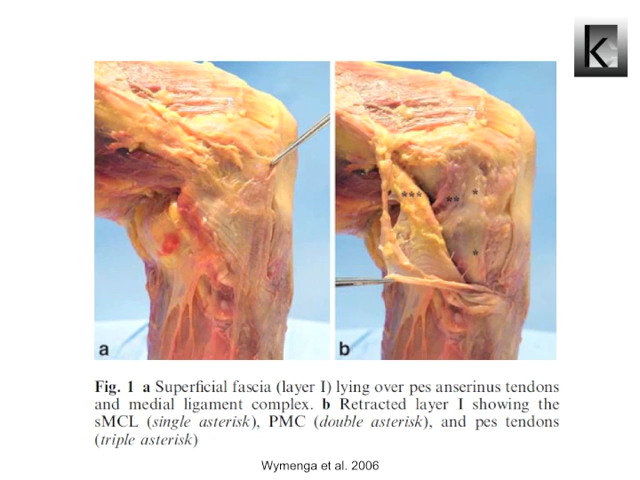 K
***
*
**
*
a
b
Fig. 1 a Superficial fascia (layer I) lying over pes anserinus tendons
and medial ligament complex. b Retracted layer I showing the
sMCL (single asterisk), PMC (double asterisk), and pes tendons
(triple asterisk)
Wymenga et al. 2006